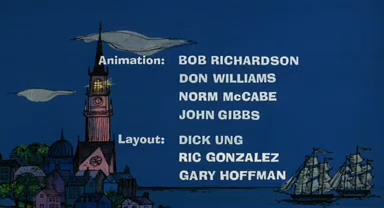 Animation: BOB RICHARDSON
DON WILLIAMS
NORM McCABE
JOHN GIBBS
Layout: DICK UNG
RIC GONZALEZ
GARY HOFFMAN